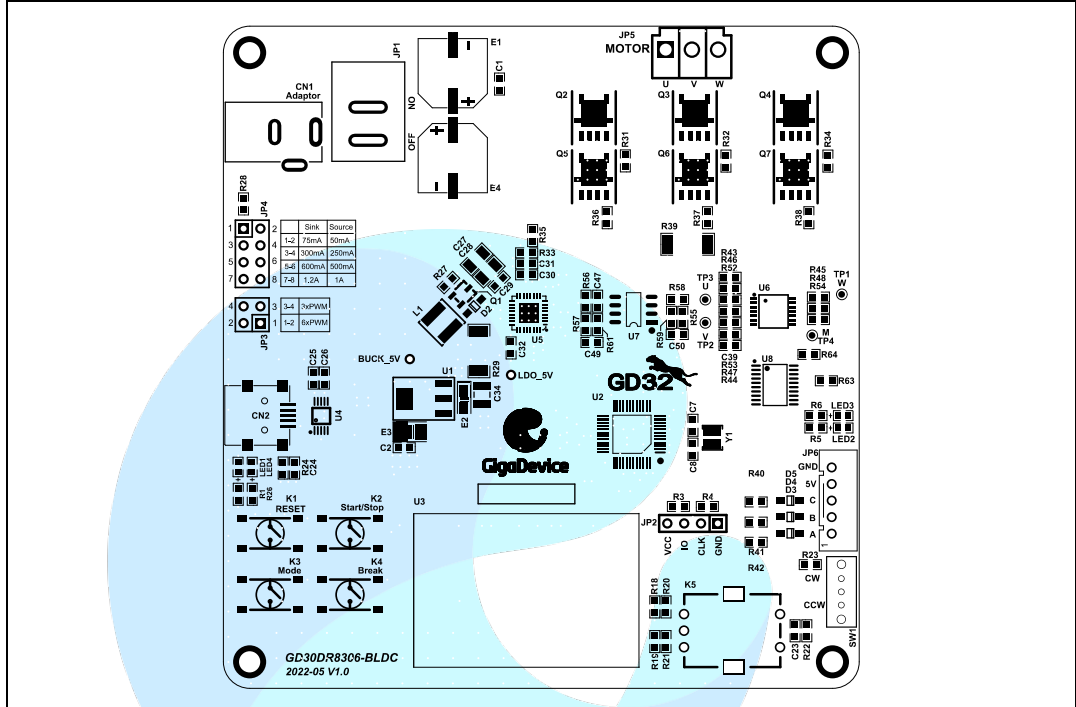 JP5
MOTOR
U V W
JP1
E1
-
+
C1
CN1
Adaptor
NO
OFF
+
-
E4
Q2
Q3
Q4
R31
R32
R34
Q5
Q6
Q7
R36
R37
R38
R28
JP4
1 2
3 4
5 6
7 8
Sink Source
1-2 75mA 50mA
3-4 300mA 250mA
5-6 600mA 500mA
7-8 1.2A 1A
4 3
2 1
JP3
3-4 3xPWM
1-2 6xPWM
R35
R33
C31
C30
C27
C28
R27
C29
Q1
D2
L1
U5
C32
R39
R56
C47
R57
C49
R61
U7
R58
R55
R59
C50
TP3
U
V
TP2
R43
R46
R52
C39
R53
R47
R44
U6
U8
R45
R48
R54
TP1
W
M
TP4
R64
R63
BUCK_5V
LDO_5V
R29
C34
U1
E2
E3
C2
C25
C26
U4
CN2
GD32
GigaDevice
U2
C7
C8
Y1
R6 LED3
+
+
R5 LED2
LED1
LED4
R24
C24
+ +
R1
R26
K1
RESET
K2
Start/Stop
K3
Mode
K4
Break
U3
R3
R4
JP2
VCC
IO
CLK
GND
R40
R41
R42
D5
D4
D3
JP6
GND
5V
C
B
A
1
R23
CW
CCW
SW1
K5
R18
R20
R19
R21
C23
R22
GD30DR8306-BLDC
2022-05 V1.0